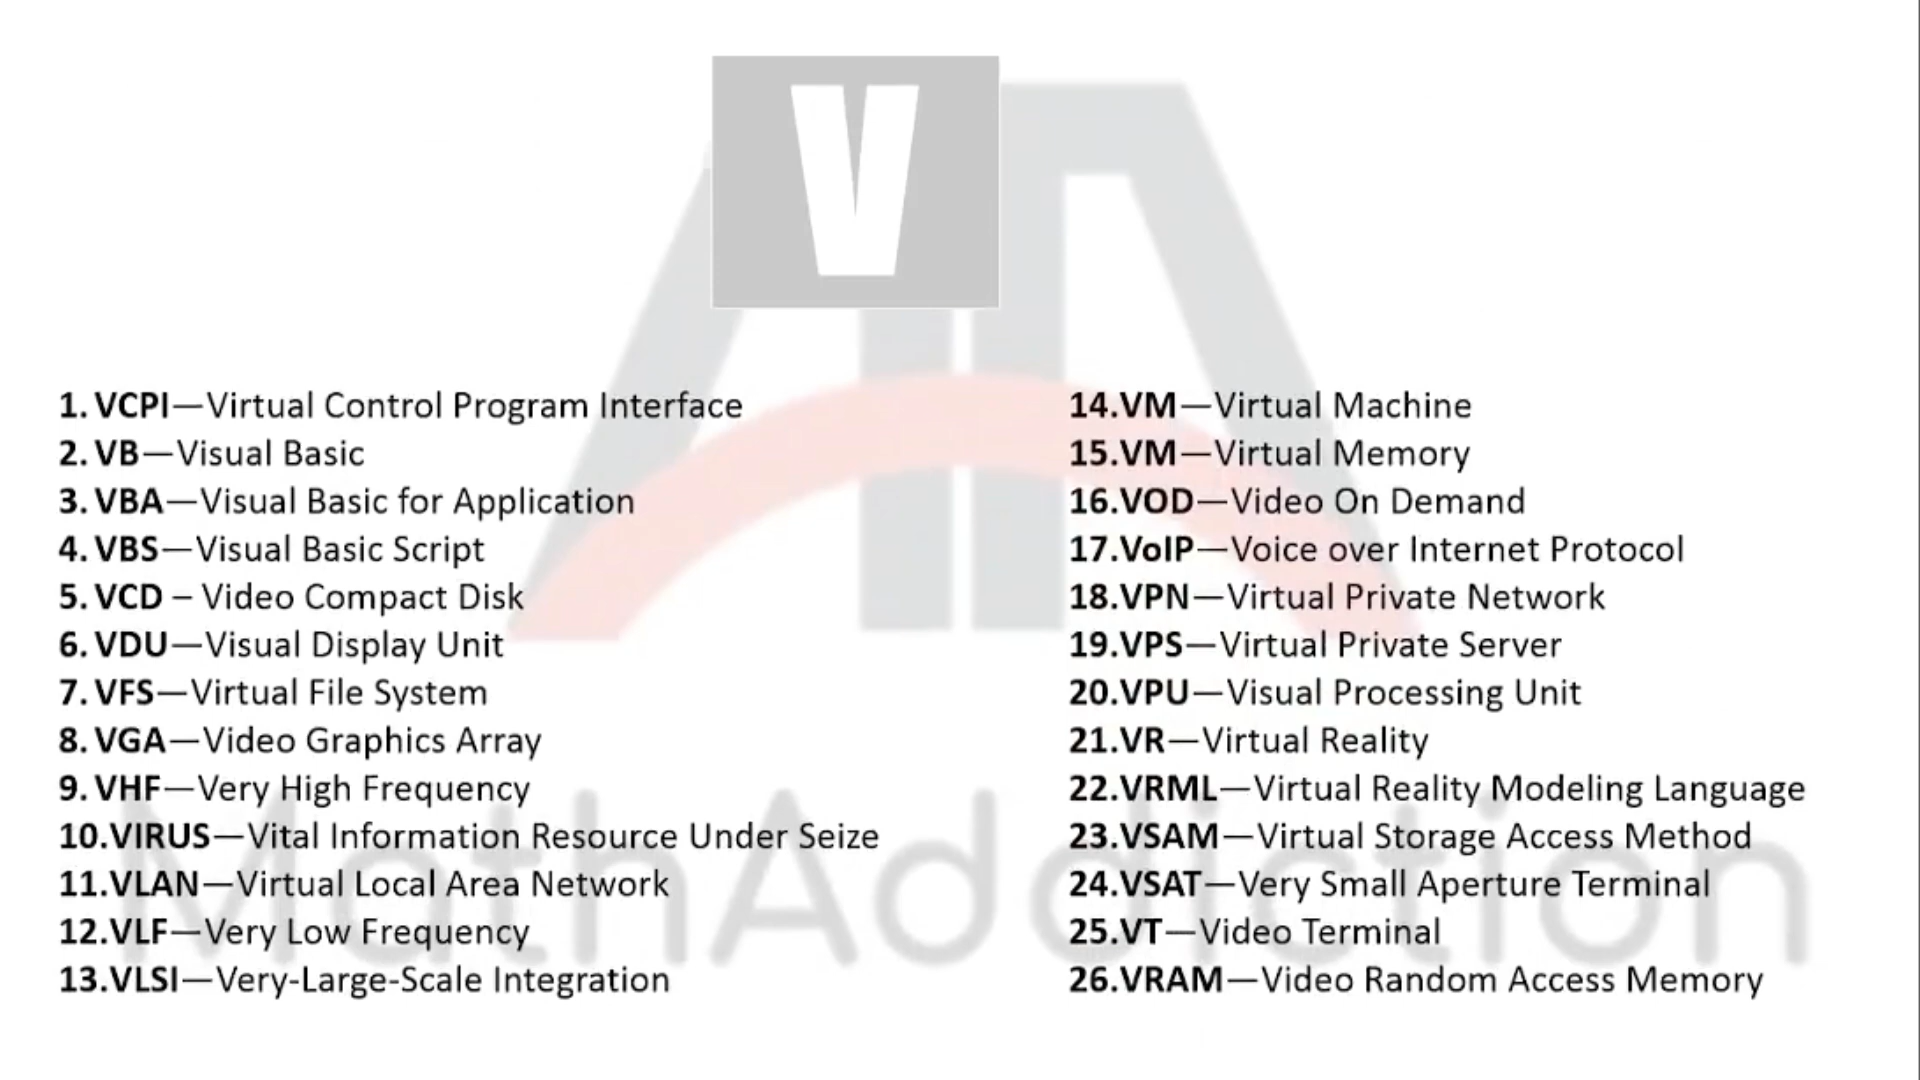 V
1. VCPI—Virtual Control Program Interface
2. VB—Visual Basic
3. VBA—Visual Basic for Application
4. VBS—Visual Basic Script
5. VCD – Video Compact Disk
6. VDU—Visual Display Unit
7. VFS—Virtual File System
8. VGA—Video Graphics Array
9. VHF—Very High Frequency
10.VIRUS—Vital Information Resource Under Seize
11.VLAN—Virtual Local Area Network
12.VLF—Very Low Frequency
13.VLSI—Very-Large-Scale Integration
14.VM—Virtual Machine
15.VM—Virtual Memory
16.VOD—Video On Demand
17.VoIP—Voice over Internet Protocol
18.VPN—Virtual Private Network
19.VPS—Virtual Private Server
20.VPU—Visual Processing Unit
21.VR—Virtual Reality
22.VRML—Virtual Reality Modeling Language
23.VSAM—Virtual Storage Access Method
24.VSAT—Very Small Aperture Terminal
25.VT—Video Terminal
26.VRAM—Video Random Access Memory
MathAddiction